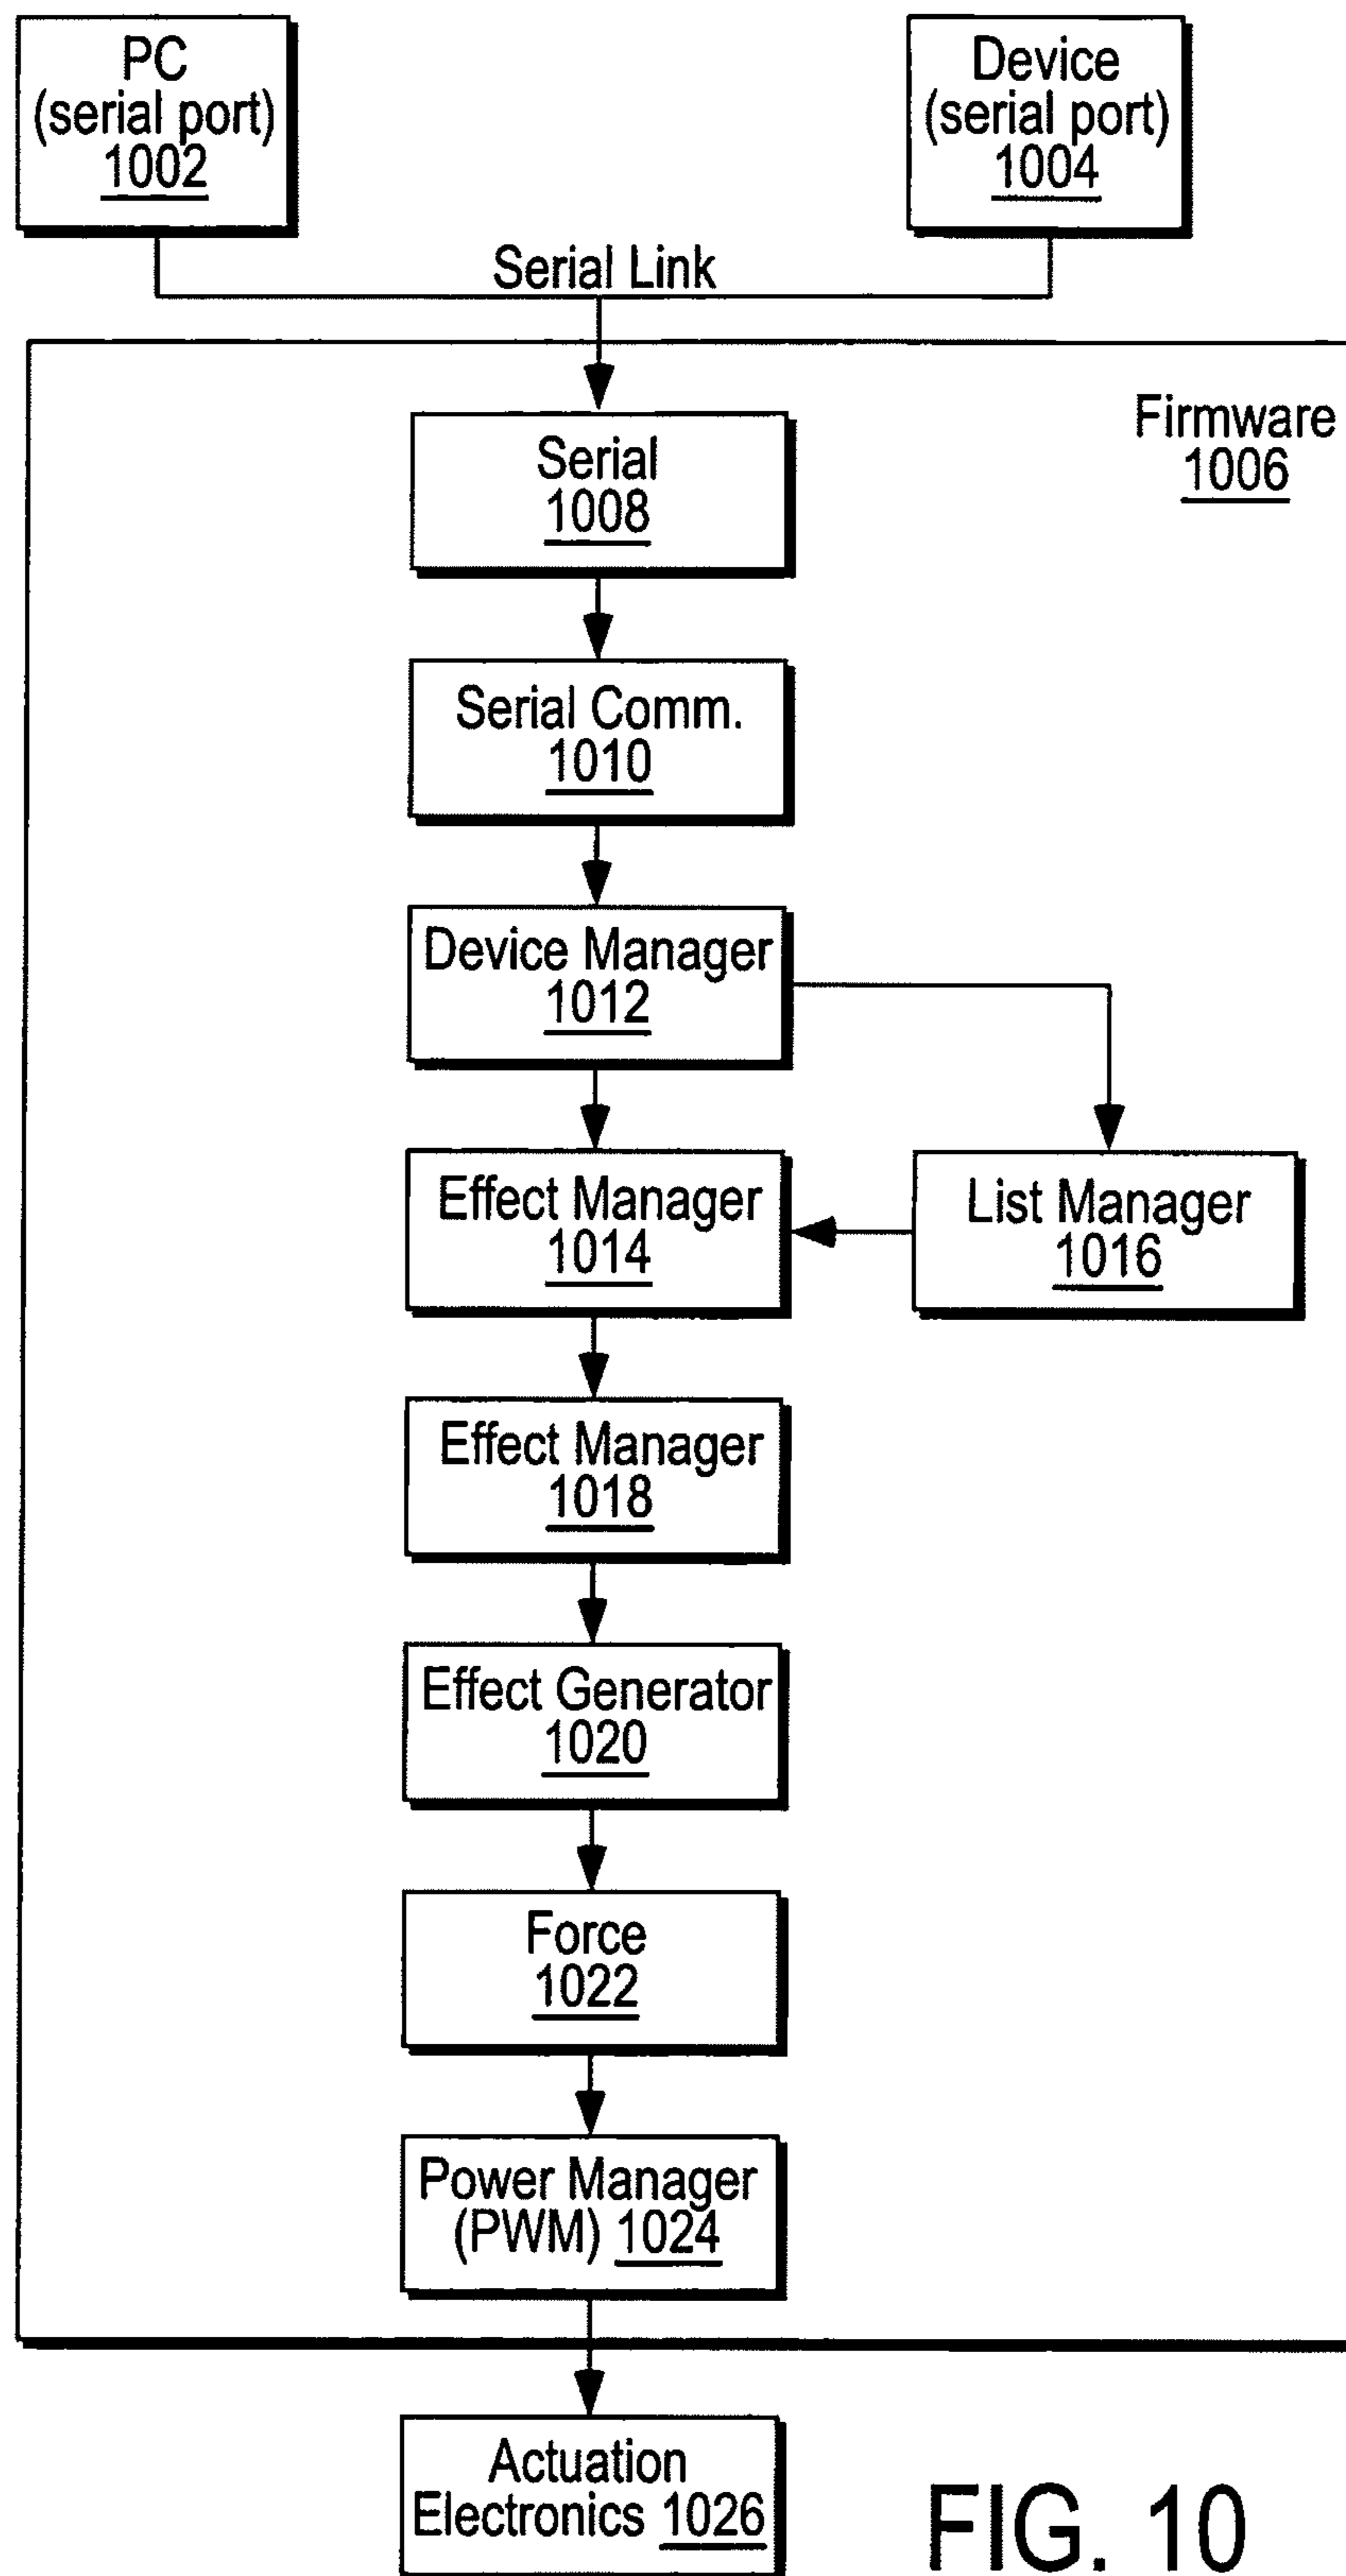 PC
(serial port)
1002
Device
(serial port)
1004
Serial Link
Firmware
1006
Serial
1008
Serial Comm.
1010
Device Manager
1012
Effect Manager
1014
List Manager
1016
Effect Manager
1018
Effect Generator
1020
Force
1022
Power Manager
(PWM) 1024
Actuation
Electronics 1026
FIG. 10